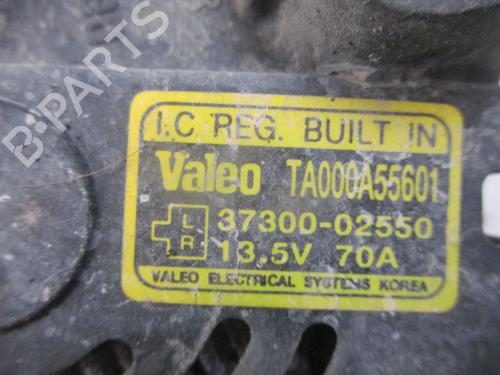 B-PARTS
I.C REG. BUILT IN
Valeo TA000A55601
L 37300-02550
R 13.5V 70A
VALEO ELECTRICAL SYSTEMS KOREA